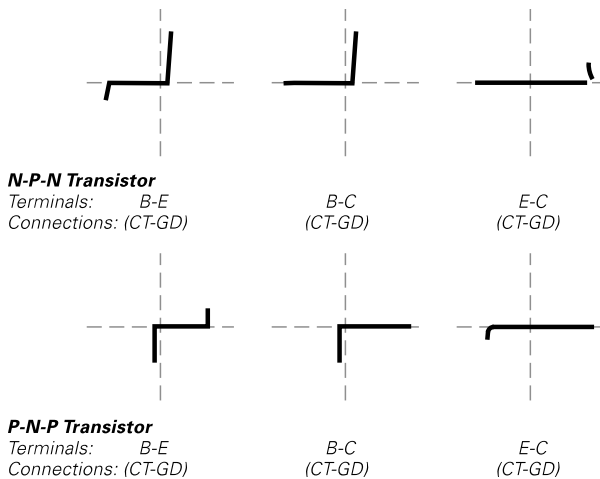 N-P-N Transistor
Terminals: B-E B-C E-C
Connections: (CT-GD) (CT-GD) (CT-GD)
P-N-P Transistor
Terminals: B-E B-C E-C
Connections: (CT-GD) (CT-GD) (CT-GD)